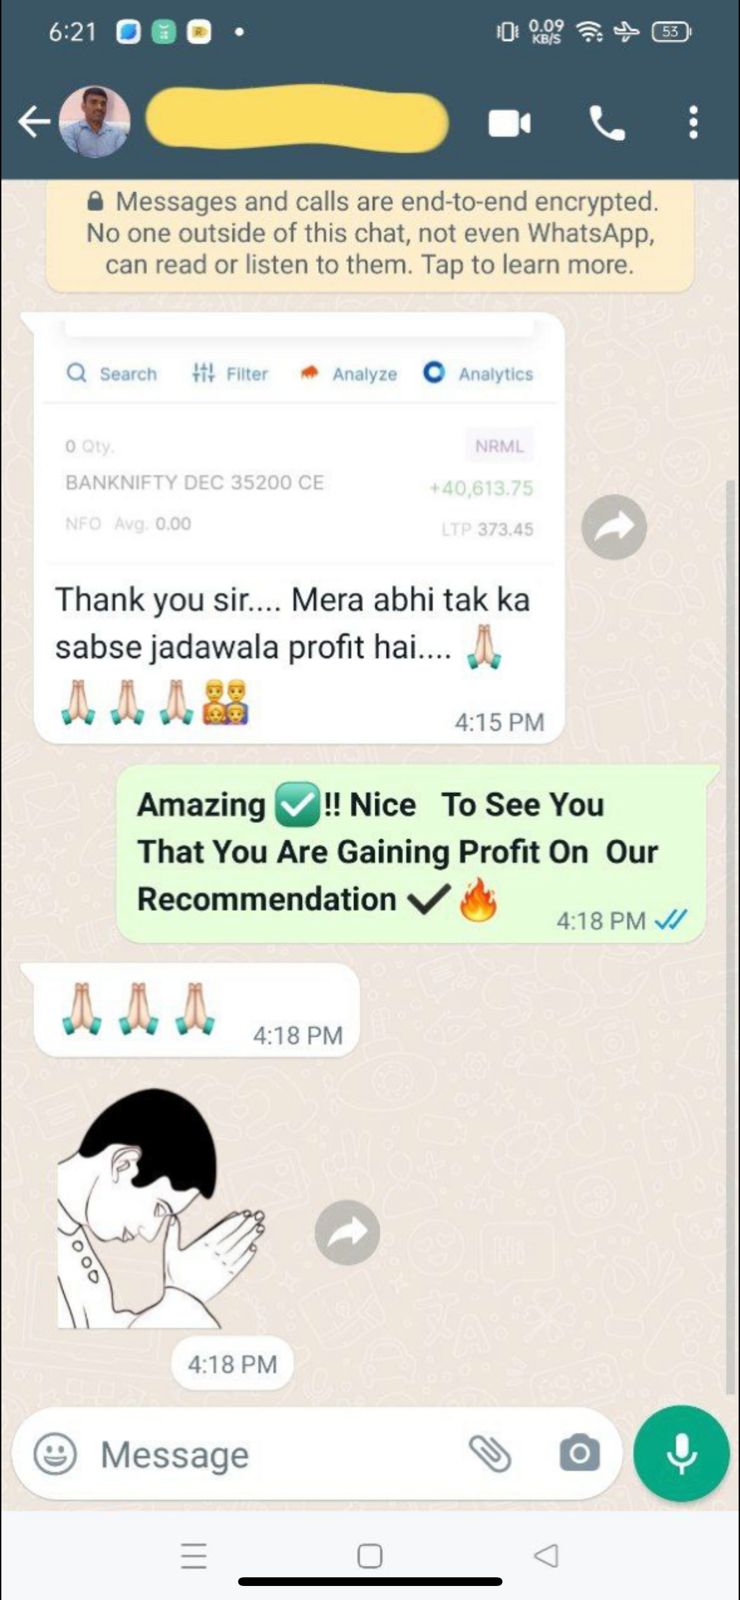 6:21
0.09
KB/S
53
Messages and calls are end-to-end encrypted.
No one outside of this chat, not even WhatsApp,
can read or listen to them. Tap to learn more.
Search Filter Analyze Analytics
0 Qty. NRML
BANKNIFTY DEC 35200 CE +40,613.75
NFO Avg. 0.00 LTP 373.45
Thank you sir.... Mera abhi tak ka
sabse jadawala profit hai.... 🙏
🙏🙏🙏👨‍👨‍👧‍👦
4:15 PM
Amazing ✅!! Nice To See You
That You Are Gaining Profit On Our
Recommendation ✔🔥
4:18 PM
🙏🙏🙏 4:18 PM
4:18 PM
Message